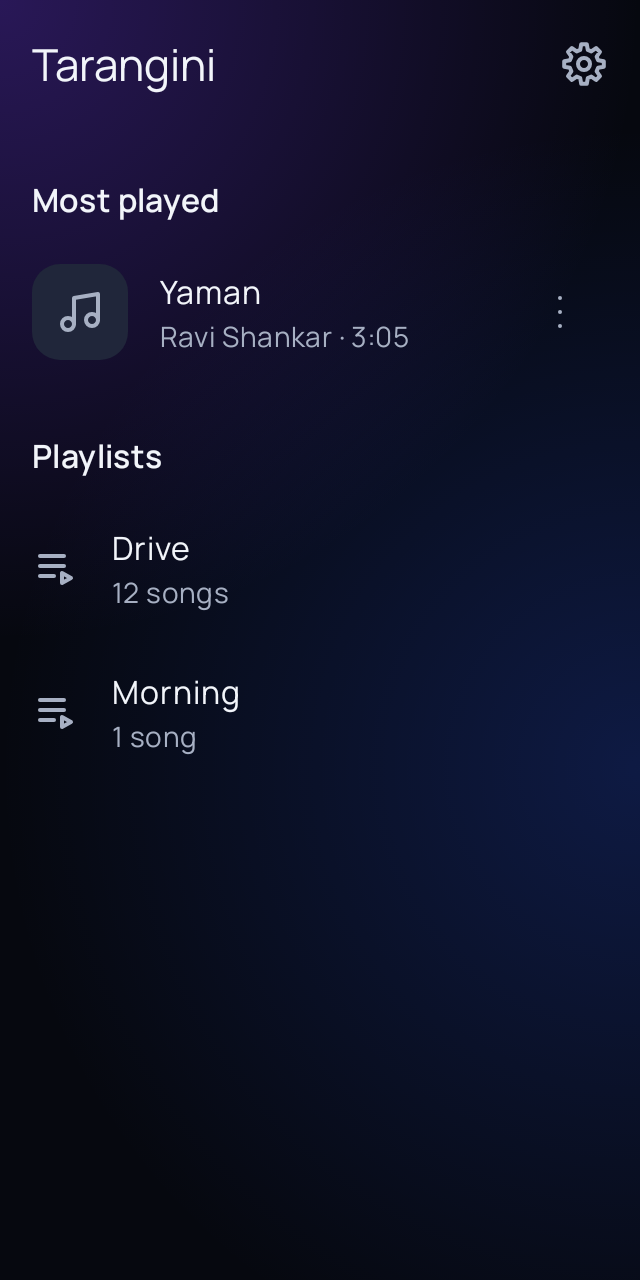 Tarangini
Most played
Yaman
Ravi Shankar · 3:05
Playlists
Drive
12 songs
Morning
1 song